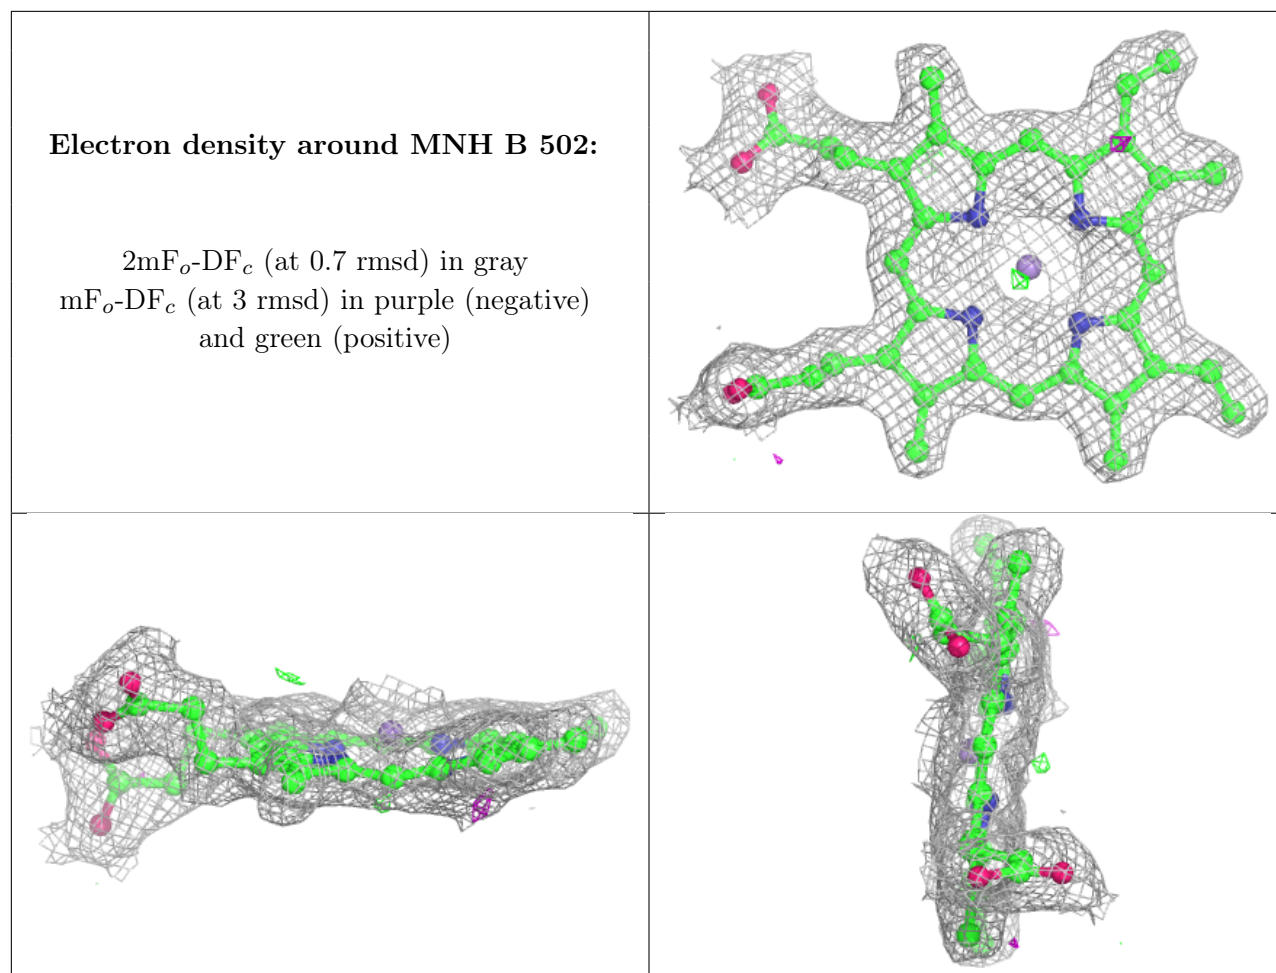 Electron density around MNH B 502:
2mFo-DFc (at 0.7 rmsd) in gray
mFo-DFc (at 3 rmsd) in purple (negative)
and green (positive)